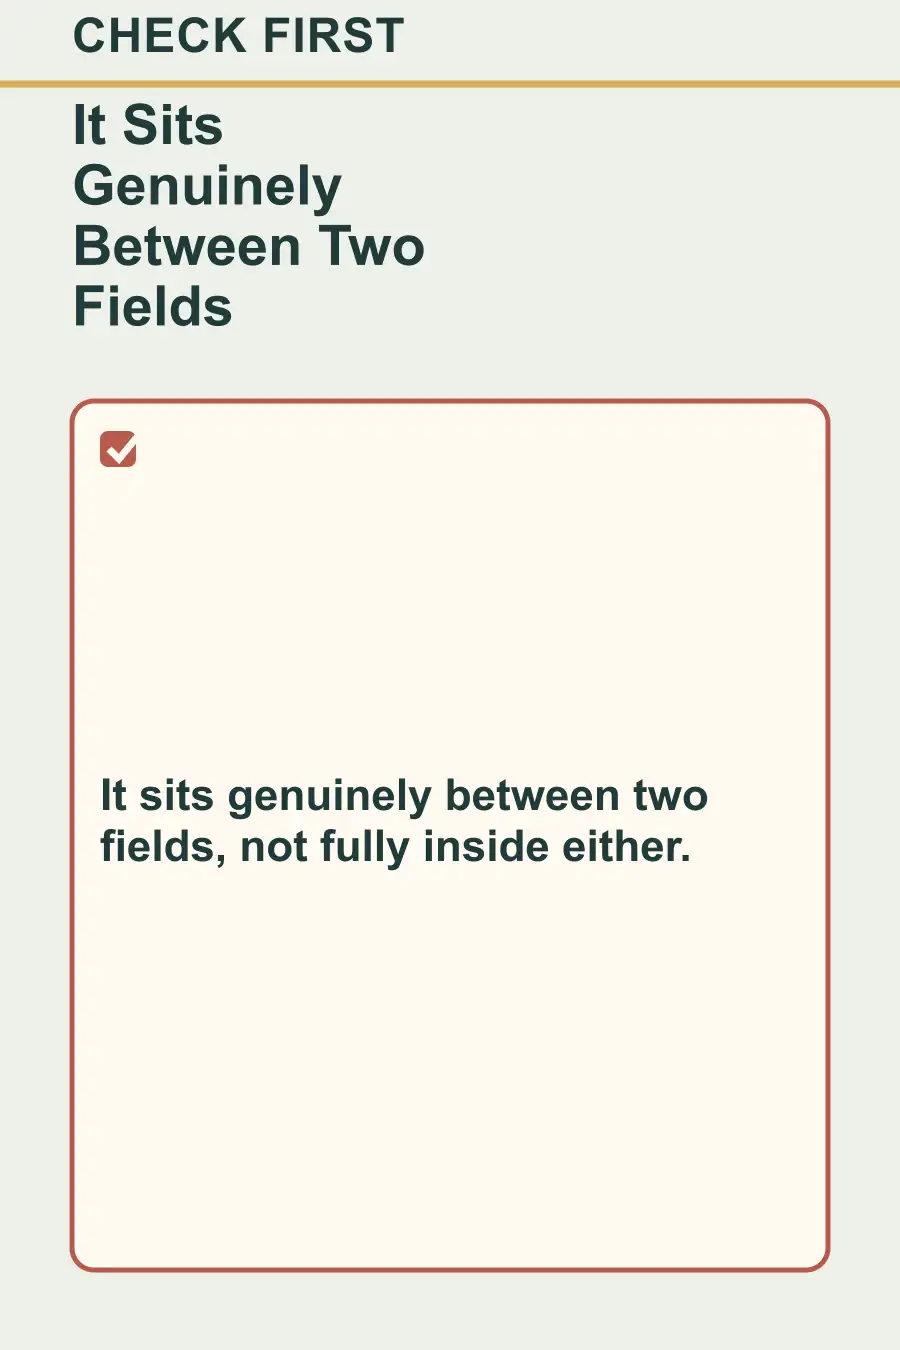 CHECK FIRST
It Sits
Genuinely
Between Two
Fields
It sits genuinely between two
fields, not fully inside either.